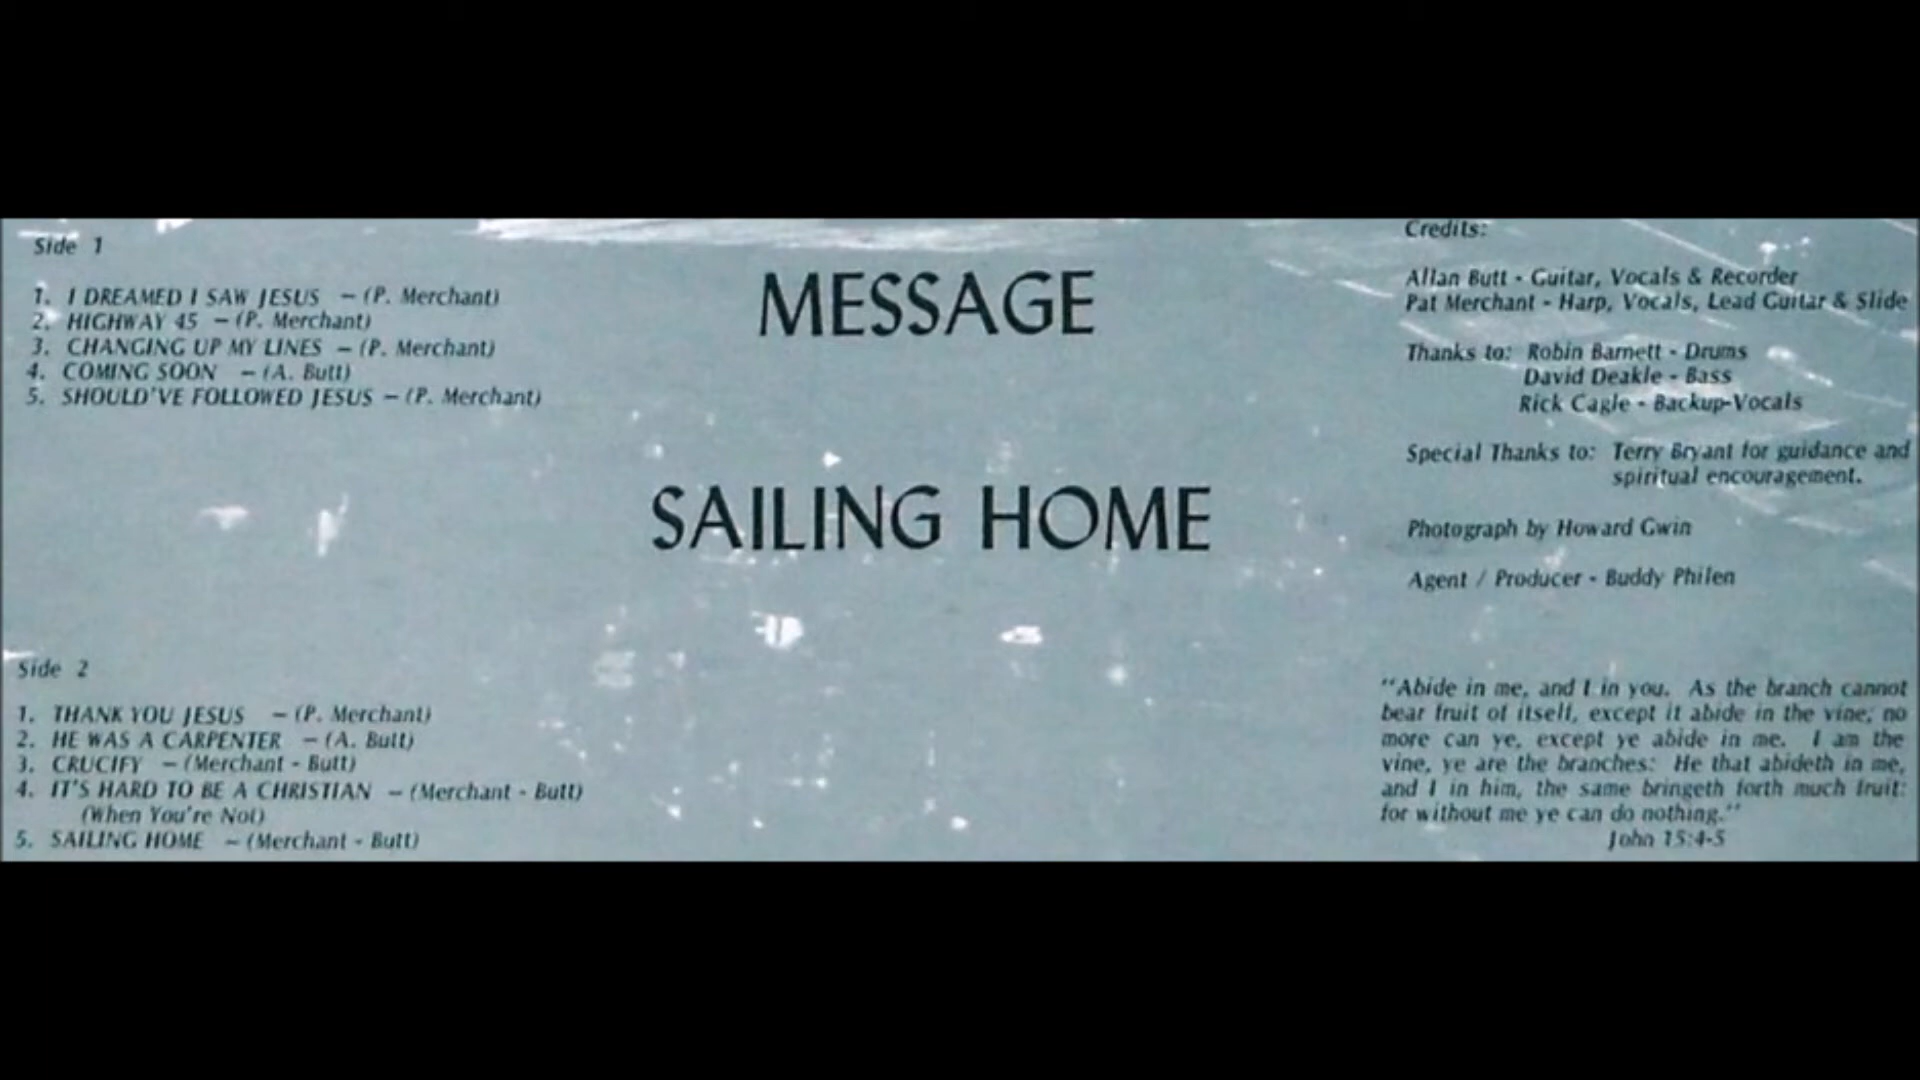 Side 1
1. I DREAMED I SAW JESUS – (P. Merchant)
2. HIGHWAY 45 – (P. Merchant)
3. CHANGING UP MY LINES – (P. Merchant)
4. COMING SOON – (A. Butt)
5. SHOULD'VE FOLLOWED JESUS – (P. Merchant)
Side 2
1. THANK YOU JESUS – (P. Merchant)
2. HE WAS A CARPENTER – (A. Butt)
3. CRUCIFY – (Merchant - Butt)
4. IT'S HARD TO BE A CHRISTIAN – (Merchant - Butt)
(When You're Not)
5. SAILING HOME – (Merchant - Butt)
MESSAGE
SAILING HOME
Credits:
Allan Butt - Guitar, Vocals & Recorder
Pat Merchant - Harp, Vocals, Lead Guitar & Slide
Thanks to: Robin Barnett - Drums
David Deakle - Bass
Rick Cagle - Backup-Vocals
Special Thanks to: Terry Bryant for guidance and
spiritual encouragement.
Photograph by Howard Gwin
Agent / Producer - Buddy Philen
"Abide in me, and I in you. As the branch cannot
bear fruit of itself, except it abide in the vine; no
more can ye, except ye abide in me. I am the
vine, ye are the branches: He that abideth in me,
and I in him, the same bringeth forth much fruit:
for without me ye can do nothing."
John 15:4-5